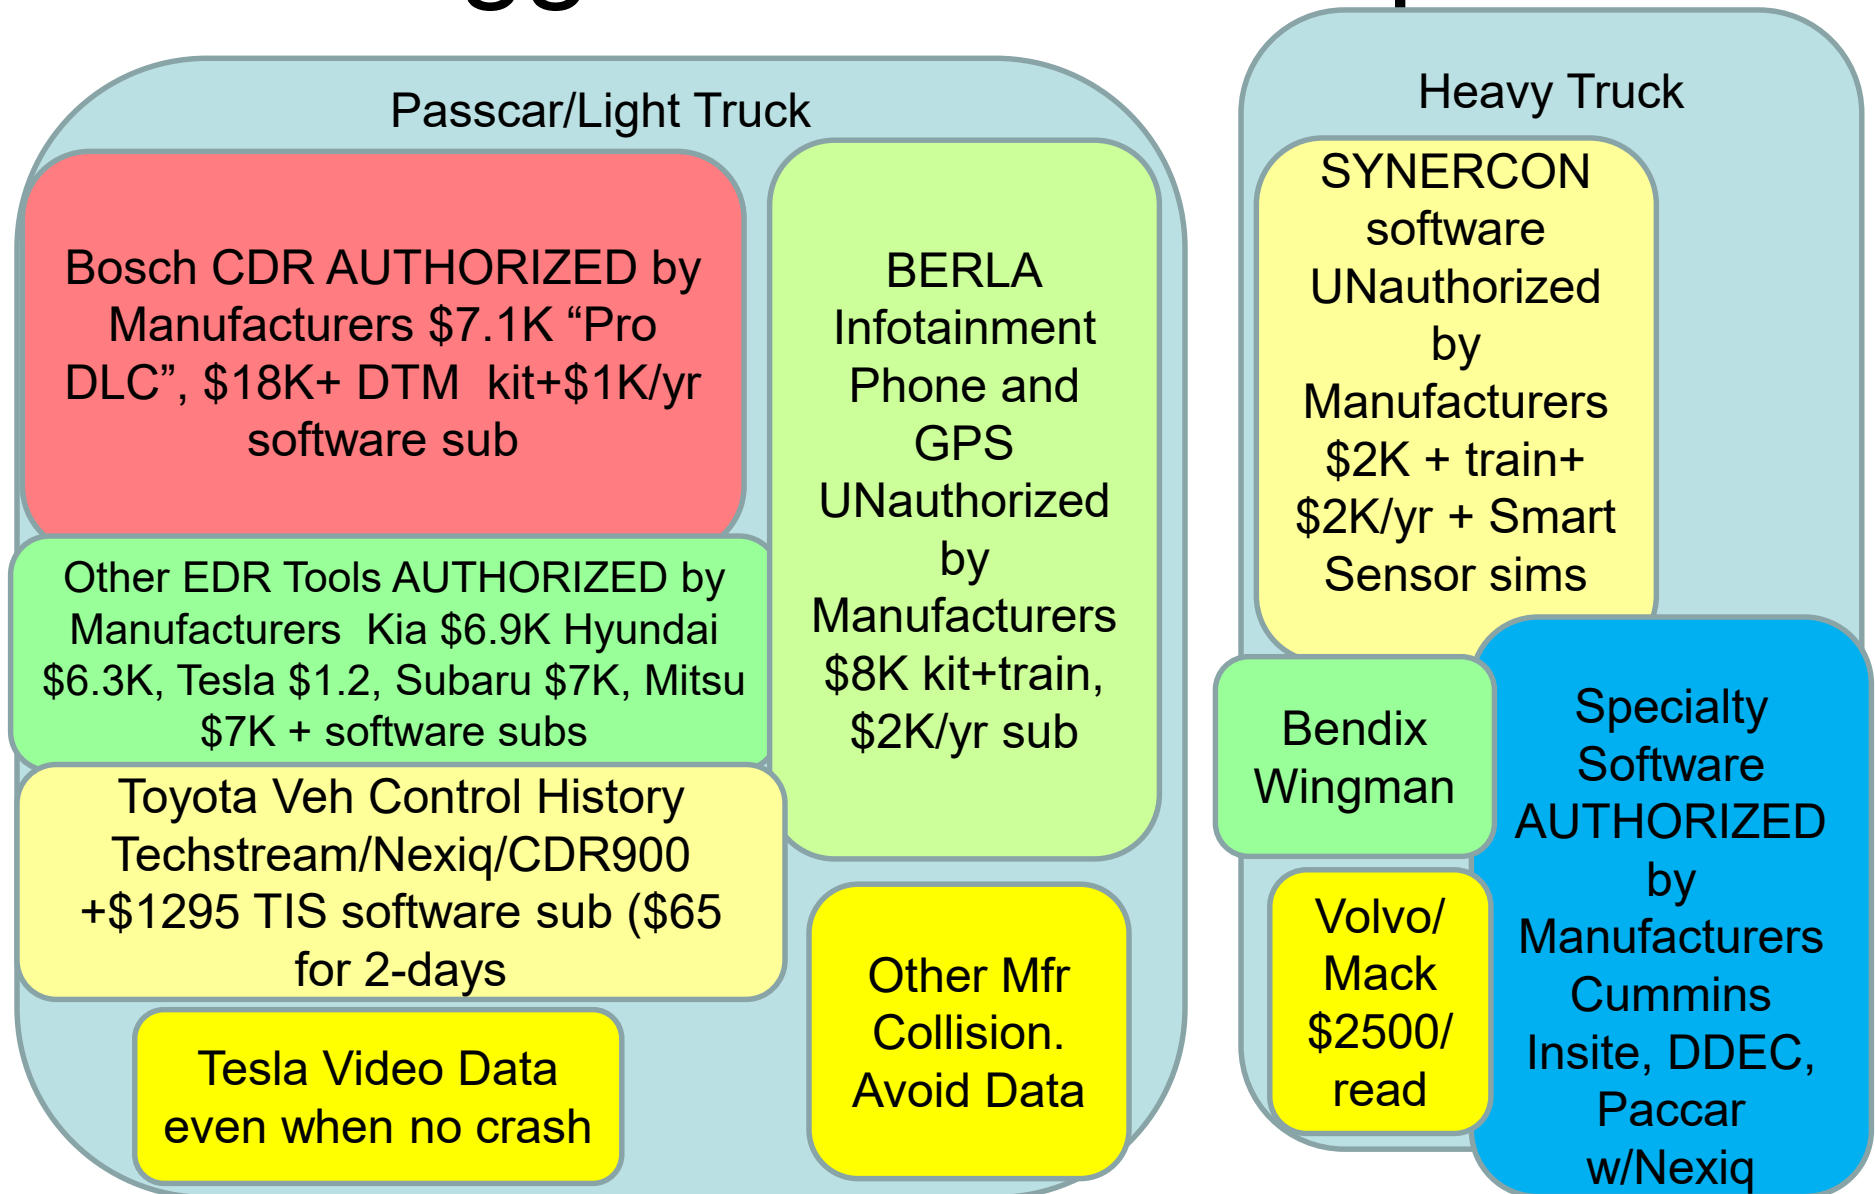 Passcar/Light Truck
Bosch CDR AUTHORIZED by
Manufacturers $7.1K “Pro
DLC”, $18K+ DTM  kit+$1K/yr
software sub
Other EDR Tools AUTHORIZED by
Manufacturers  Kia $6.9K Hyundai
$6.3K, Tesla $1.2, Subaru $7K, Mitsu
$7K + software subs
Toyota Veh Control History
Techstream/Nexiq/CDR900
+$1295 TIS software sub ($65
for 2-days
Tesla Video Data
even when no crash
BERLA
Infotainment
Phone and
GPS
UNauthorized
by
Manufacturers
$8K kit+train,
$2K/yr sub
Other Mfr
Collision.
Avoid Data
Heavy Truck
SYNERCON
software
UNauthorized
by
Manufacturers
$2K + train+
$2K/yr + Smart
Sensor sims
Bendix
Wingman
Volvo/
Mack
$2500/
read
Specialty
Software
AUTHORIZED
by
Manufacturers
Cummins
Insite, DDEC,
Paccar
w/Nexiq